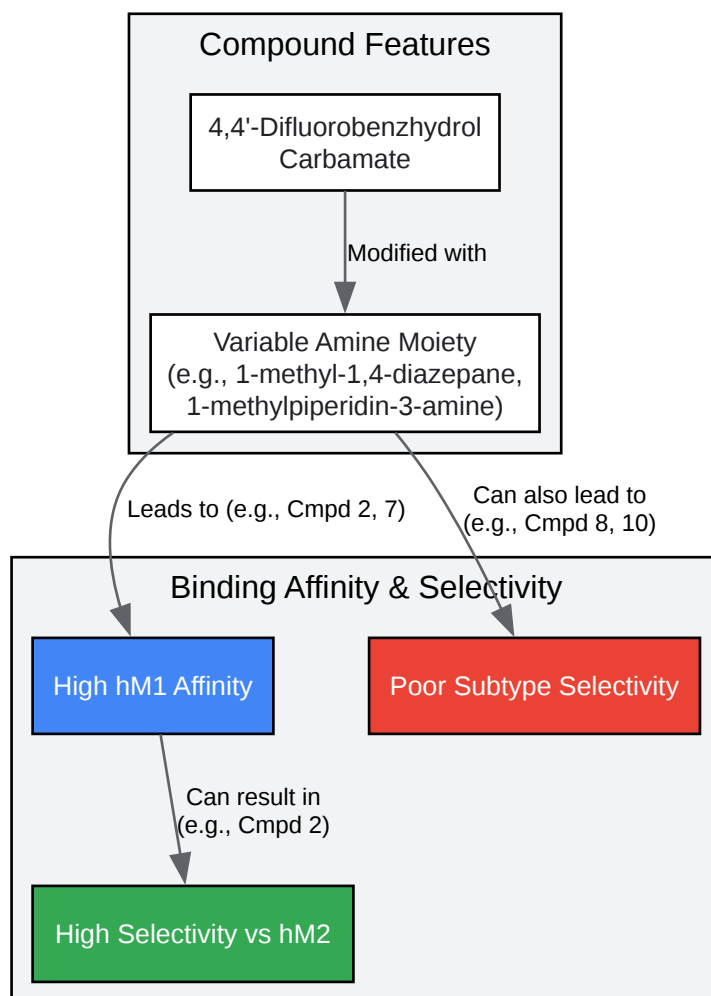 Compound Features
4,4'-Difluorobenzhydrol
Carbamate
Modified with
Variable Amine Moiety
(e.g., 1-methyl-1,4-diazepane,
1-methylpiperidin-3-amine)
Leads to (e.g., Cmpd 2, 7)
Can also lead to
(e.g., Cmpd 8, 10)
Binding Affinity & Selectivity
High hM1 Affinity
Poor Subtype Selectivity
Can result in
(e.g., Cmpd 2)
High Selectivity vs hM2